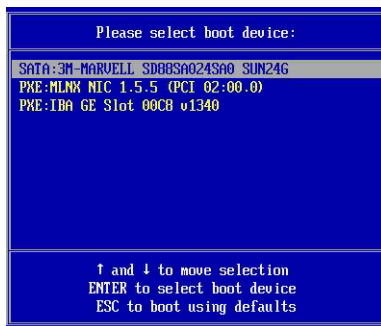 Please select boot device:
SATA:3M-MARVELL SD88SA024SA0 SUN24G
PXE:MLNX NIC 1.5.5 (PCI 02:00.0)
PXE:IBA GE Slot 00C8 v1340
↑ and ↓ to move selection
ENTER to select boot device
ESC to boot using defaults